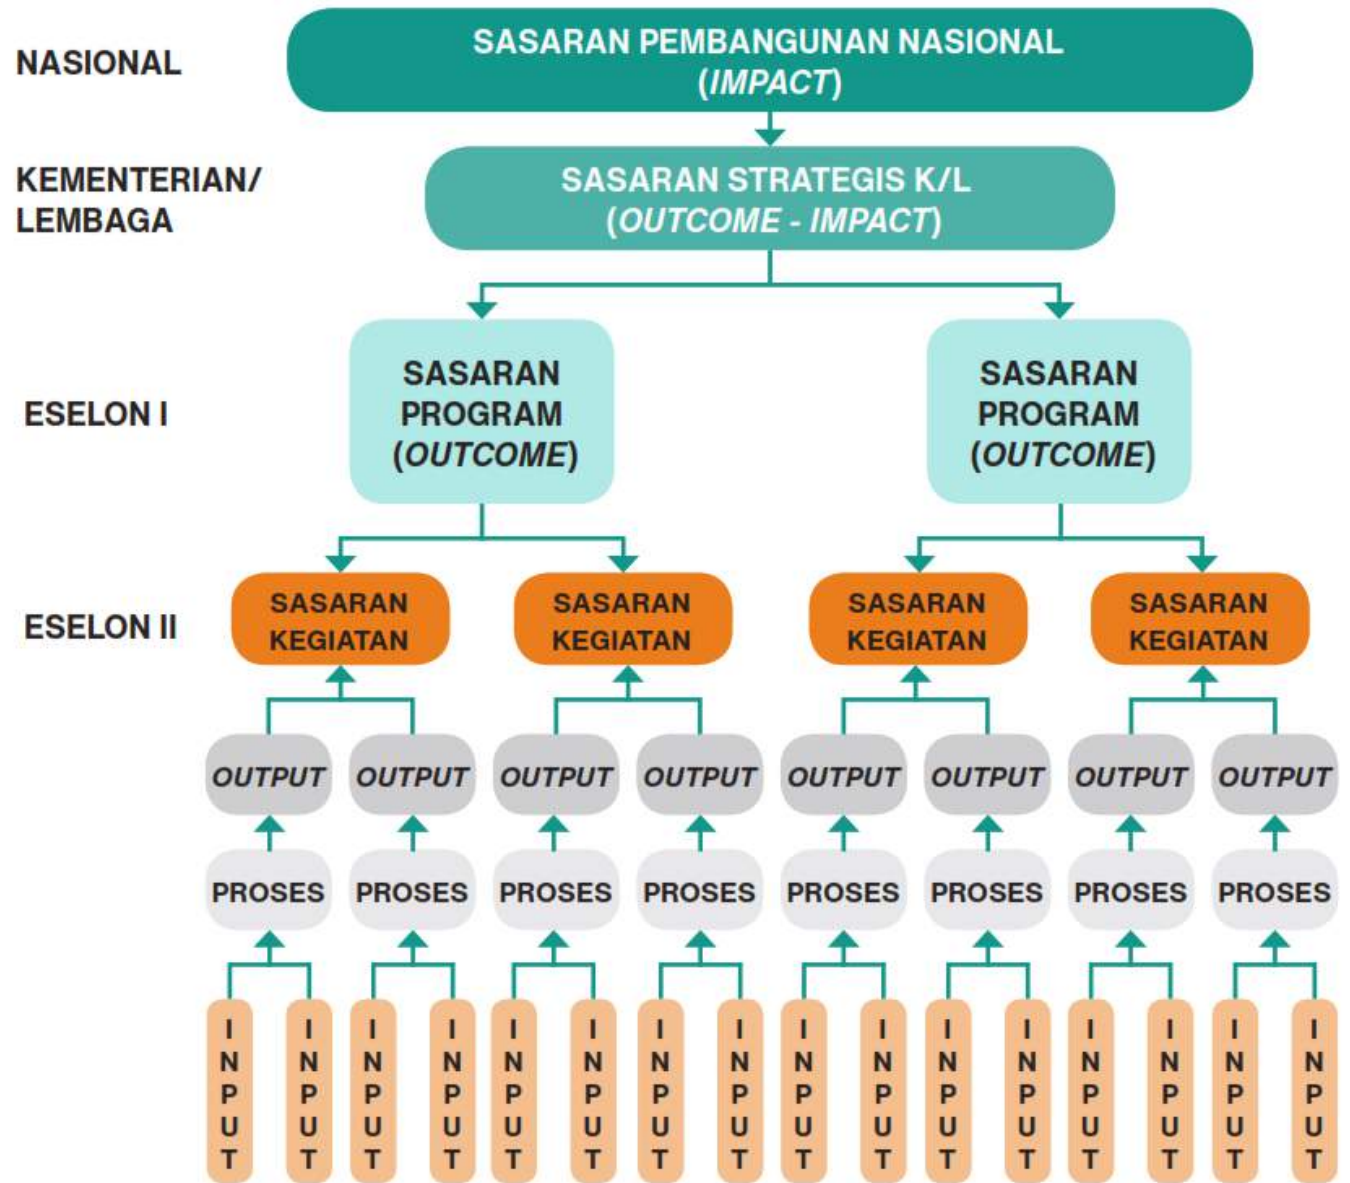 NASIONAL
SASARAN PEMBANGUNAN NASIONAL
(IMPACT)
KEMENTERIAN/
LEMBAGA
SASARAN STRATEGIS K/L
(OUTCOME - IMPACT)
ESELON I
SASARAN
PROGRAM
(OUTCOME)
SASARAN
PROGRAM
(OUTCOME)
ESELON II
SASARAN
KEGIATAN
SASARAN
KEGIATAN
SASARAN
KEGIATAN
SASARAN
KEGIATAN
OUTPUT OUTPUT OUTPUT OUTPUT OUTPUT OUTPUT OUTPUT OUTPUT
PROSES PROSES PROSES PROSES PROSES PROSES PROSES PROSES
INPUT INPUT INPUT INPUT INPUT INPUT INPUT INPUT INPUT INPUT INPUT INPUT INPUT INPUT INPUT INPUT